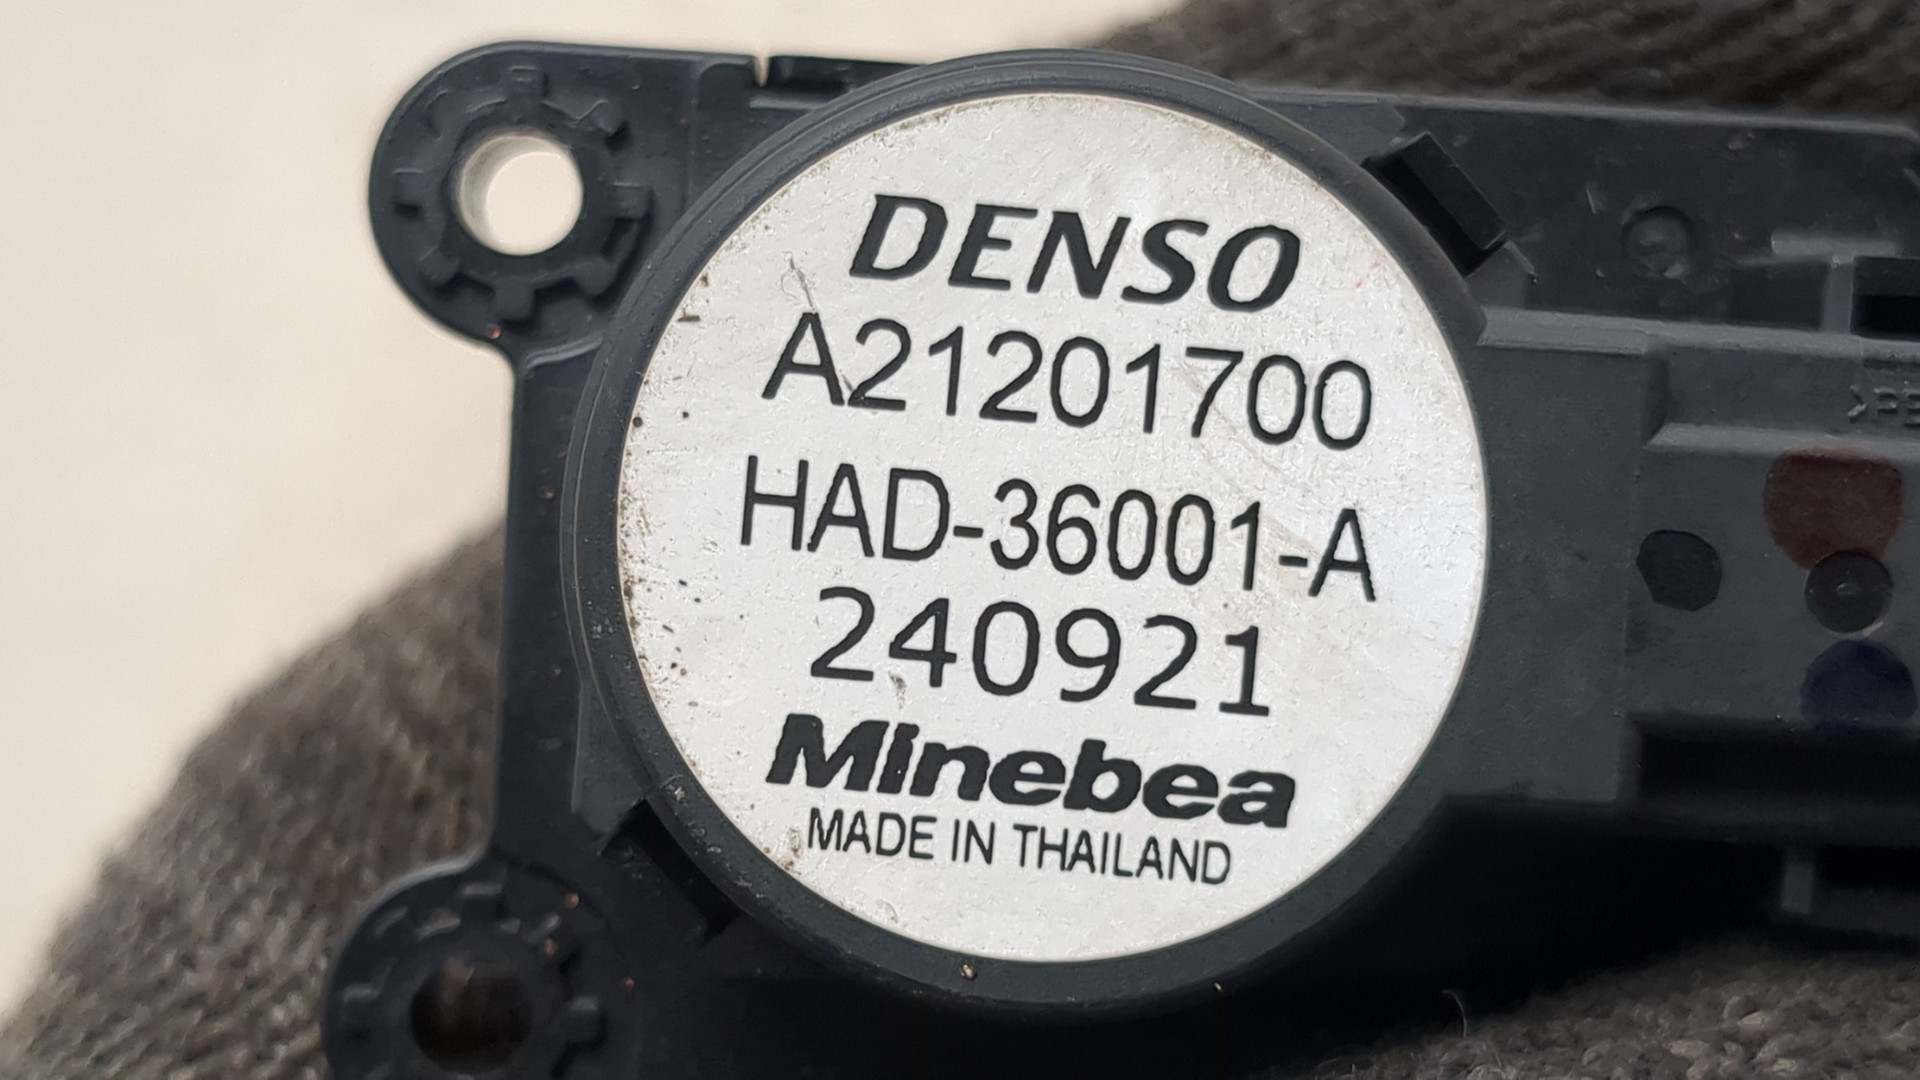 DENSO
A21201700
HAD-36001-A
240921
Minebea
MADE IN THAILAND